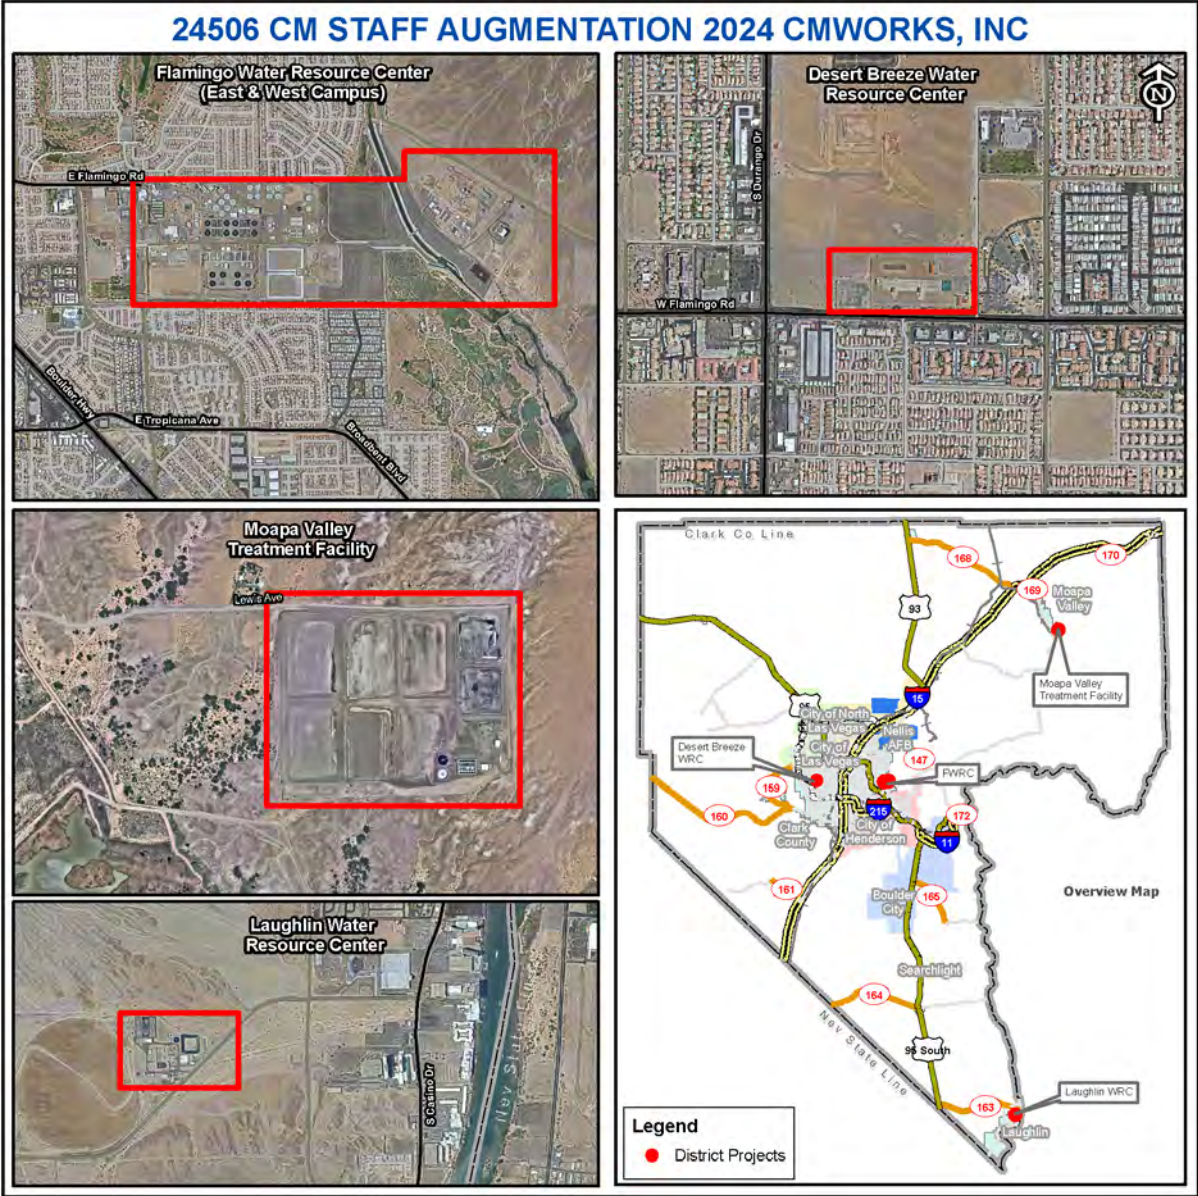 24506 CM STAFF AUGMENTATION 2024 CMWORKS, INC
Flamingo Water Resource Center
(East & West Campus)
E Flamingo Rd
Boulder Hwy
E Tropicana Ave
Broadbent Blvd
Desert Breeze Water
Resource Center
N
S Durango Dr
W Flamingo Rd
Moapa Valley
Treatment Facility
Lewis Ave
Laughlin Water
Resource Center
S Casino Dr
Nev State
Clark Co Line
168
170
169
Moapa
Valley
93
Moapa Valley
Treatment Facility
15
95
City of North
Las Vegas
Nellis
AFB
City of
Las Vegas
147
Desert Breeze
WRC
FWRC
159
160
215
172
Clark
County
City of
Henderson
11
161
Boulder
City
165
Overview Map
Searchlight
164
Nev State Line
95 South
163
Laughlin WRC
Laughlin
Legend
District Projects